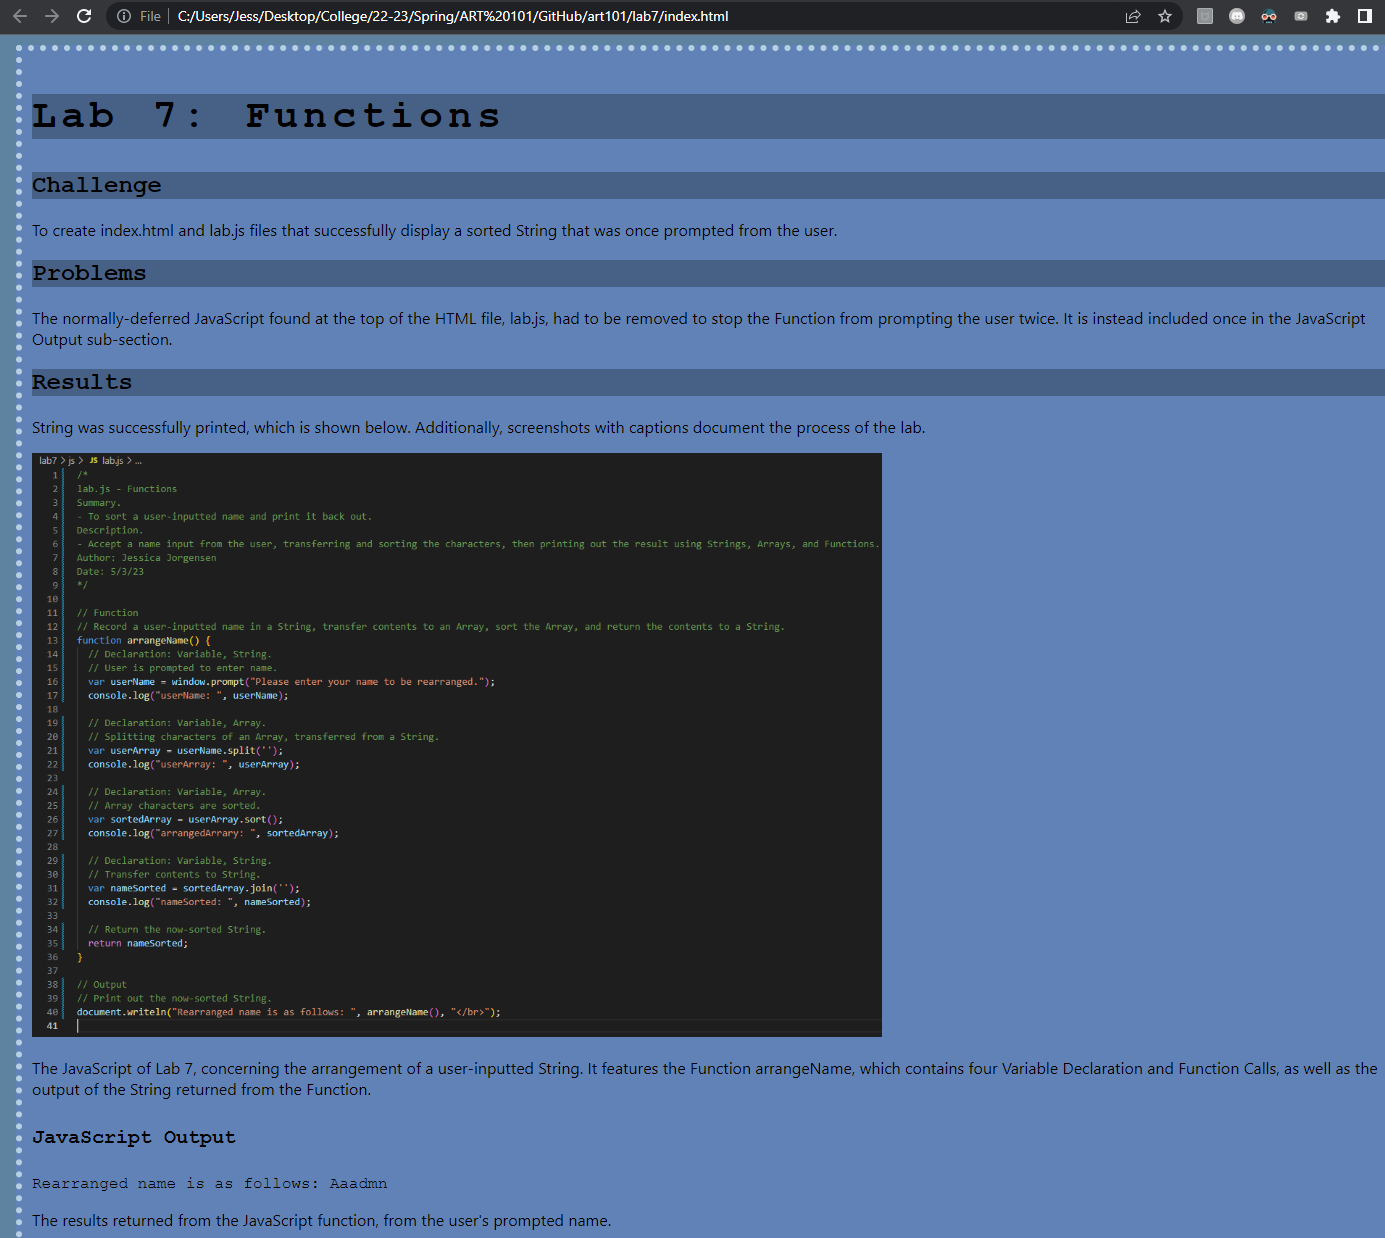 File | C:/Users/Jess/Desktop/College/22-23/Spring/ART%20101/GitHub/art101/lab7/index.html
Lab 7: Functions
Challenge
To create index.html and lab.js files that successfully display a sorted String that was once prompted from the user.
Problems
The normally-deferred JavaScript found at the top of the HTML file, lab.js, had to be removed to stop the Function from prompting the user twice. It is instead included once in the JavaScript
Output sub-section.
Results
String was successfully printed, which is shown below. Additionally, screenshots with captions document the process of the lab.
lab7 > js > JS lab.js > ...
1 /*
2 lab.js - Functions
3 Summary.
4 - To sort a user-inputted name and print it back out.
5 Description.
6 - Accept a name input from the user, transferring and sorting the characters, then printing out the result using Strings, Arrays, and Functions.
7 Author: Jessica Jorgensen
8 Date: 5/3/23
9 */
10
11 // Function
12 // Record a user-inputted name in a String, transfer contents to an Array, sort the Array, and return the contents to a String.
13 function arrangeName() {
14 // Declaration: Variable, String.
15 // User is prompted to enter name.
16 var userName = window.prompt("Please enter your name to be rearranged.");
17 console.log("userName: ", userName);
18
19 // Declaration: Variable, Array.
20 // Splitting characters of an Array, transferred from a String.
21 var userArray = userName.split('');
22 console.log("userArray: ", userArray);
23
24 // Declaration: Variable, Array.
25 // Array characters are sorted.
26 var sortedArray = userArray.sort();
27 console.log("arrangedArrary: ", sortedArray);
28
29 // Declaration: Variable, String.
30 // Transfer contents to String.
31 var nameSorted = sortedArray.join('');
32 console.log("nameSorted: ", nameSorted);
33
34 // Return the now-sorted String.
35 return nameSorted;
36 }
37
38 // Output
39 // Print out the now-sorted String.
40 document.writeln("Rearranged name is as follows: ", arrangeName(), "</br>");
41
The JavaScript of Lab 7, concerning the arrangement of a user-inputted String. It features the Function arrangeName, which contains four Variable Declaration and Function Calls, as well as the
output of the String returned from the Function.
JavaScript Output
Rearranged name is as follows: Aaadmn
The results returned from the JavaScript function, from the user's prompted name.